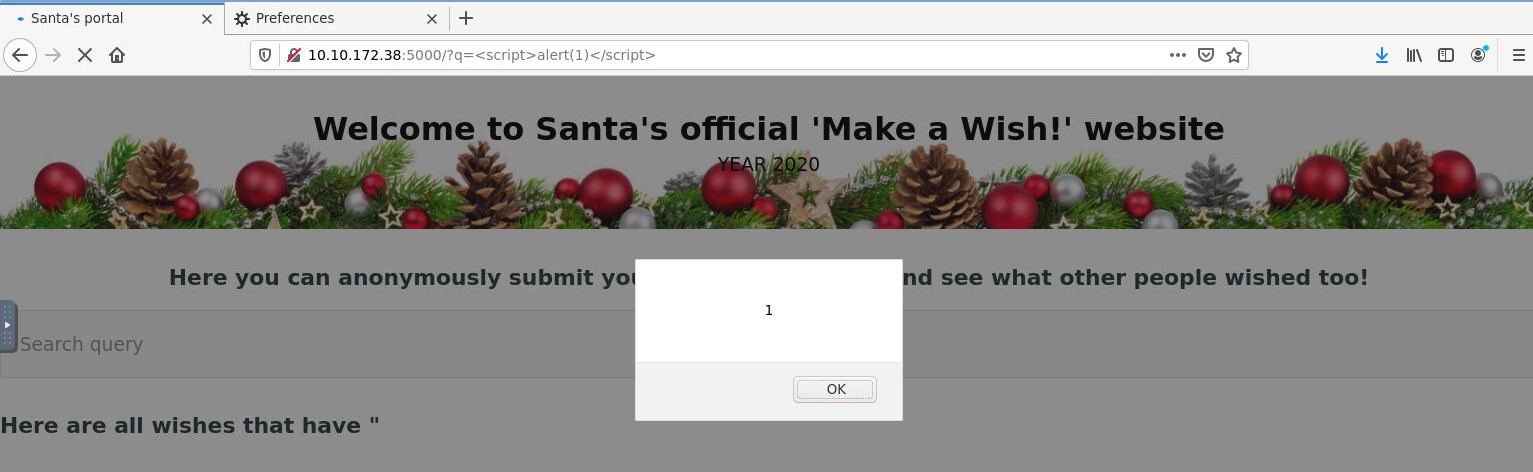 Santa's portal
Preferences
10.10.172.38:5000/?q=<script>alert(1)</script>
Welcome to Santa's official 'Make a Wish!' website
YEAR 2020
Here you can anonymously submit nd see what other people wished too!
1
Search query
OK
Here are all wishes that have "